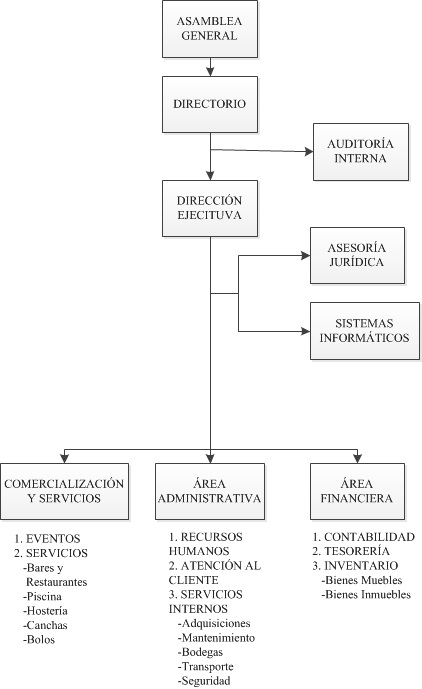 ASAMBLEA
GENERAL
DIRECTORIO
AUDITORÍA
INTERNA
DIRECCIÓN
EJECITUVA
ASESORÍA
JURÍDICA
SISTEMAS
INFORMÁTICOS
COMERCIALIZACIÓN
Y SERVICIOS
1. EVENTOS
2. SERVICIOS
-Bares y
Restaurantes
-Piscina
-Hostería
-Canchas
-Bolos
ÁREA
ADMINISTRATIVA
1. RECURSOS
HUMANOS
2. ATENCIÓN AL
CLIENTE
3. SERVICIOS
INTERNOS
-Adquisiciones
-Mantenimiento
-Bodegas
-Transporte
-Seguridad
ÁREA
FINANCIERA
1. CONTABILIDAD
2. TESORERÍA
3. INVENTARIO
-Bienes Muebles
-Bienes Inmuebles